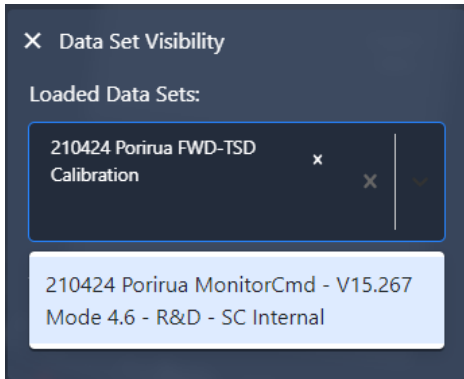 Data Set Visibility
Loaded Data Sets:
210424 Porirua FWD-TSD
Calibration
210424 Porirua MonitorCmd - V15.267
Mode 4.6 - R&D - SC Internal